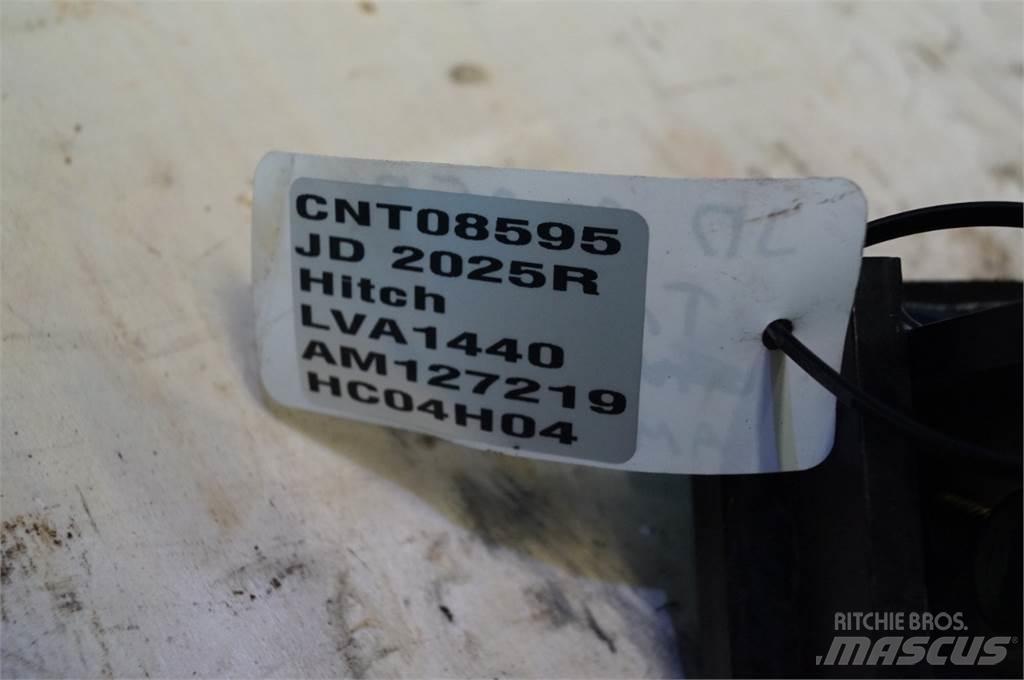 CNT08595
JD 2025R
Hitch
LVA1440
AM127219
HC04H04
RITCHIE BROS.
MASCUS